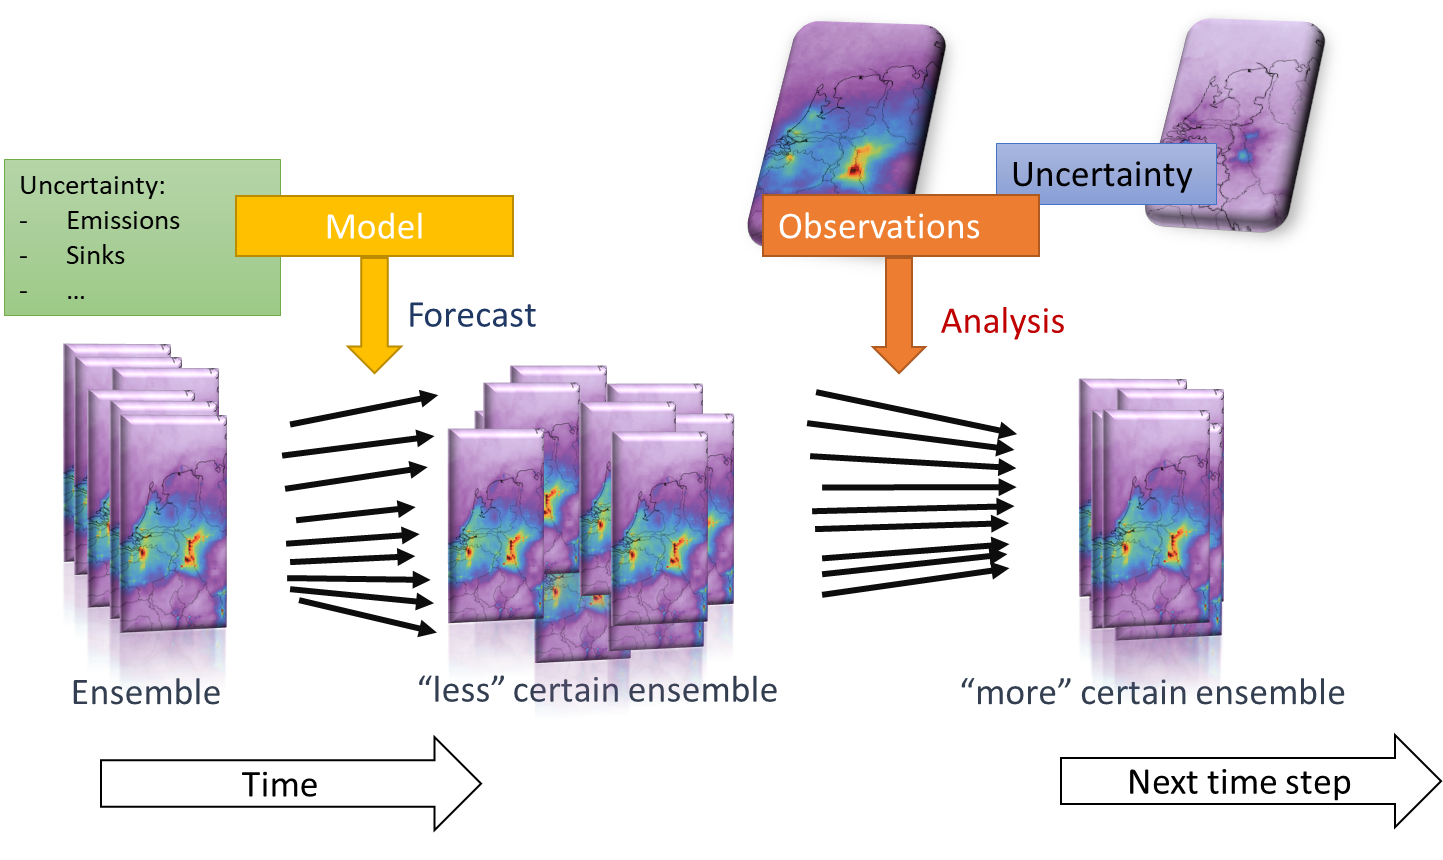 Uncertainty:
- Emissions
- Sinks
- ...
Model
Forecast
Observations
Uncertainty
Analysis
Ensemble
“less” certain ensemble
“more” certain ensemble
Time
Next time step